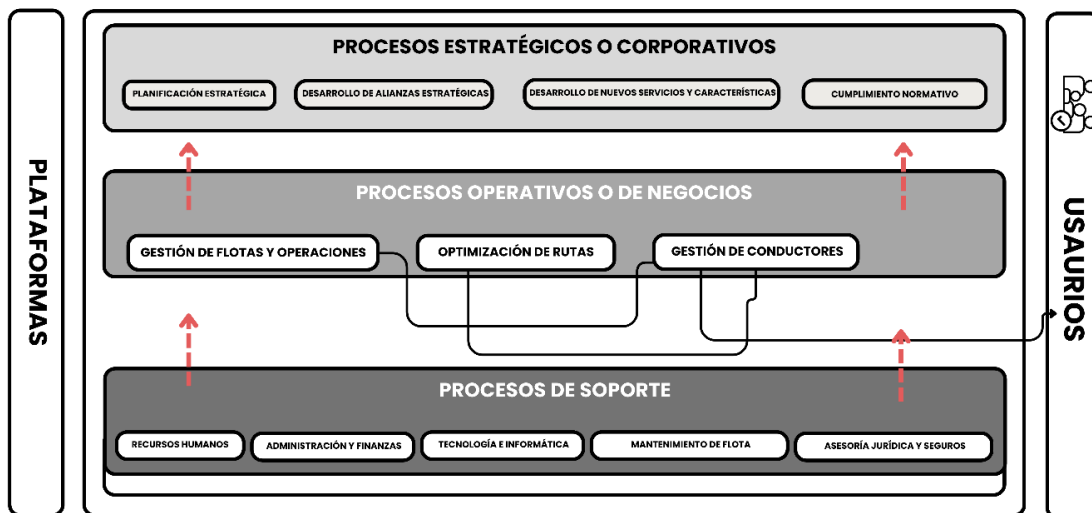 PROCESOS ESTRATÉGICOS O CORPORATIVOS
PLANIFICACIÓN ESTRATÉGICA
DESARROLLO DE ALIANZAS ESTRATÉGICAS
DESARROLLO DE NUEVOS SERVICIOS Y CARACTERÍSTICAS
CUMPLIMIENTO NORMATIVO
PLATAFORMAS
PROCESOS OPERATIVOS O DE NEGOCIOS
GESTIÓN DE FLOTAS Y OPERACIONES
OPTIMIZACIÓN DE RUTAS
GESTIÓN DE CONDUCTORES
USAURIOS
PROCESOS DE SOPORTE
RECURSOS HUMANOS
ADMINISTRACIÓN Y FINANZAS
TECNOLOGÍA E INFORMÁTICA
MANTENIMIENTO DE FLOTA
ASESORÍA JURÍDICA Y SEGUROS